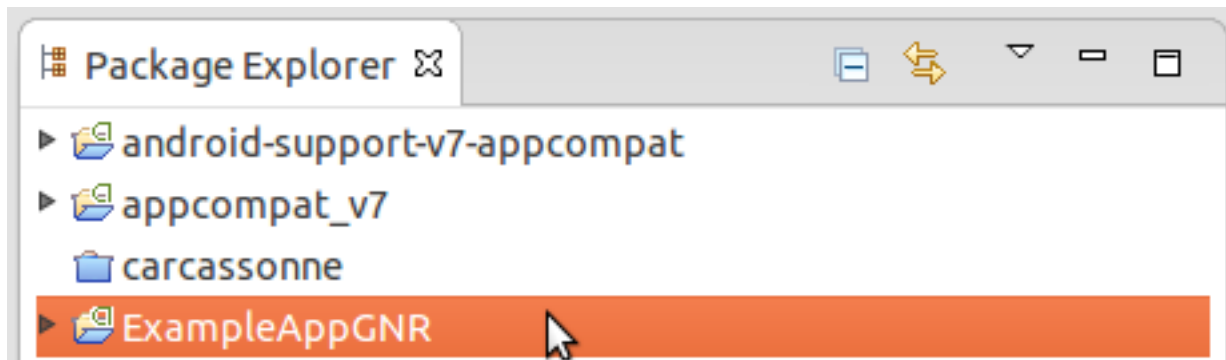 Package Explorer
android-support-v7-appcompat
appcompat_v7
carcassonne
ExampleAppGNR